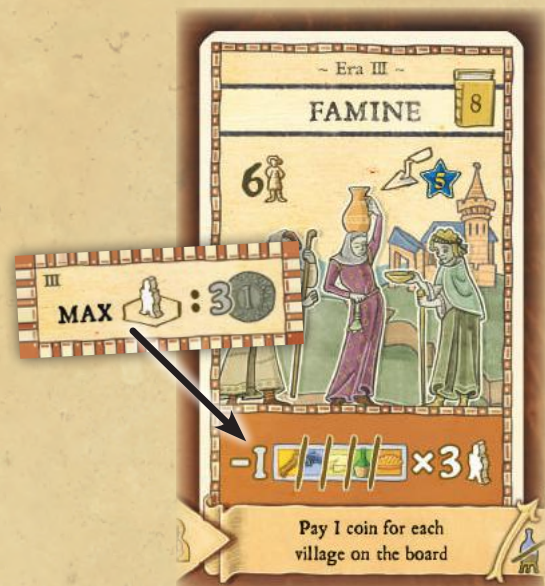 ~ Era III ~
FAMINE
8
6
5
III
MAX : 3 1
-1 ×3
Pay 1 coin for each
village on the board